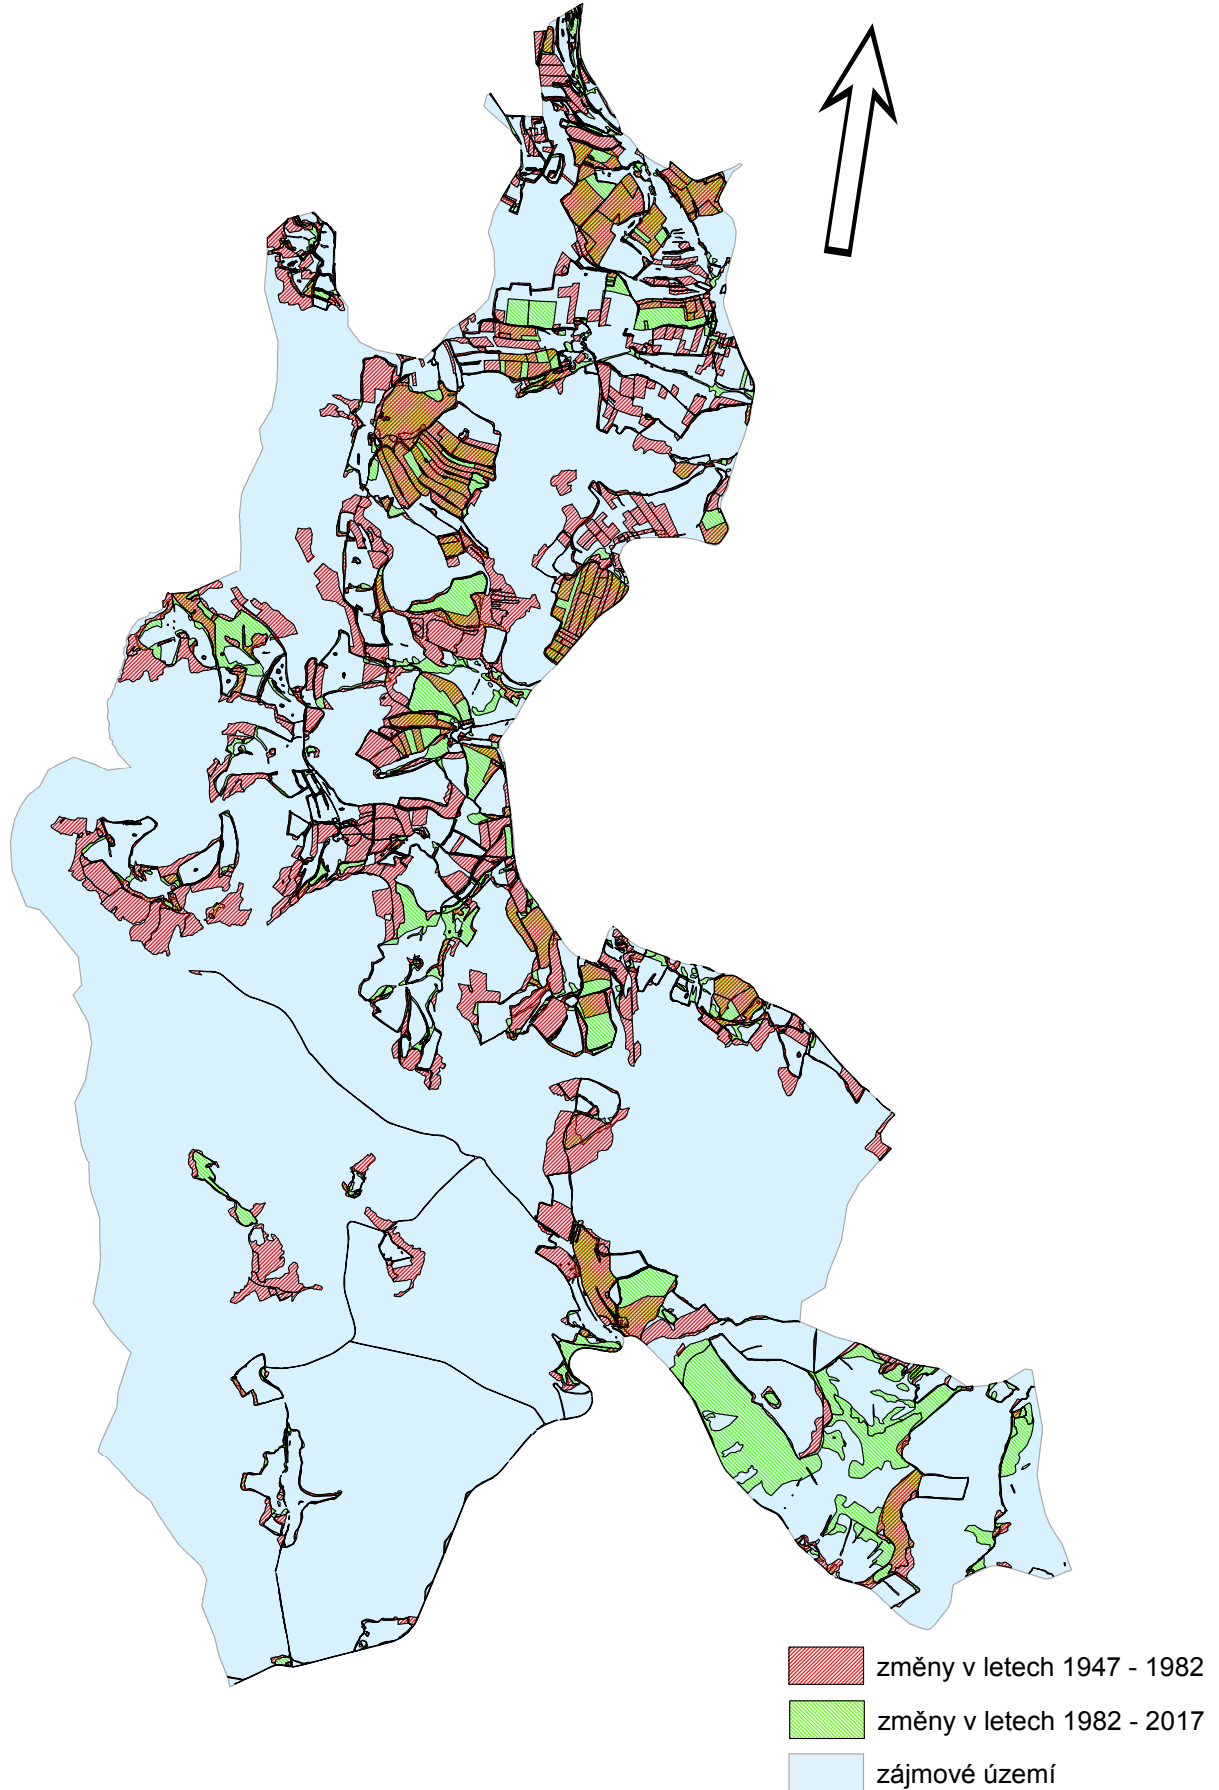 změny v letech 1947 - 1982
změny v letech 1982 - 2017
zájmové území